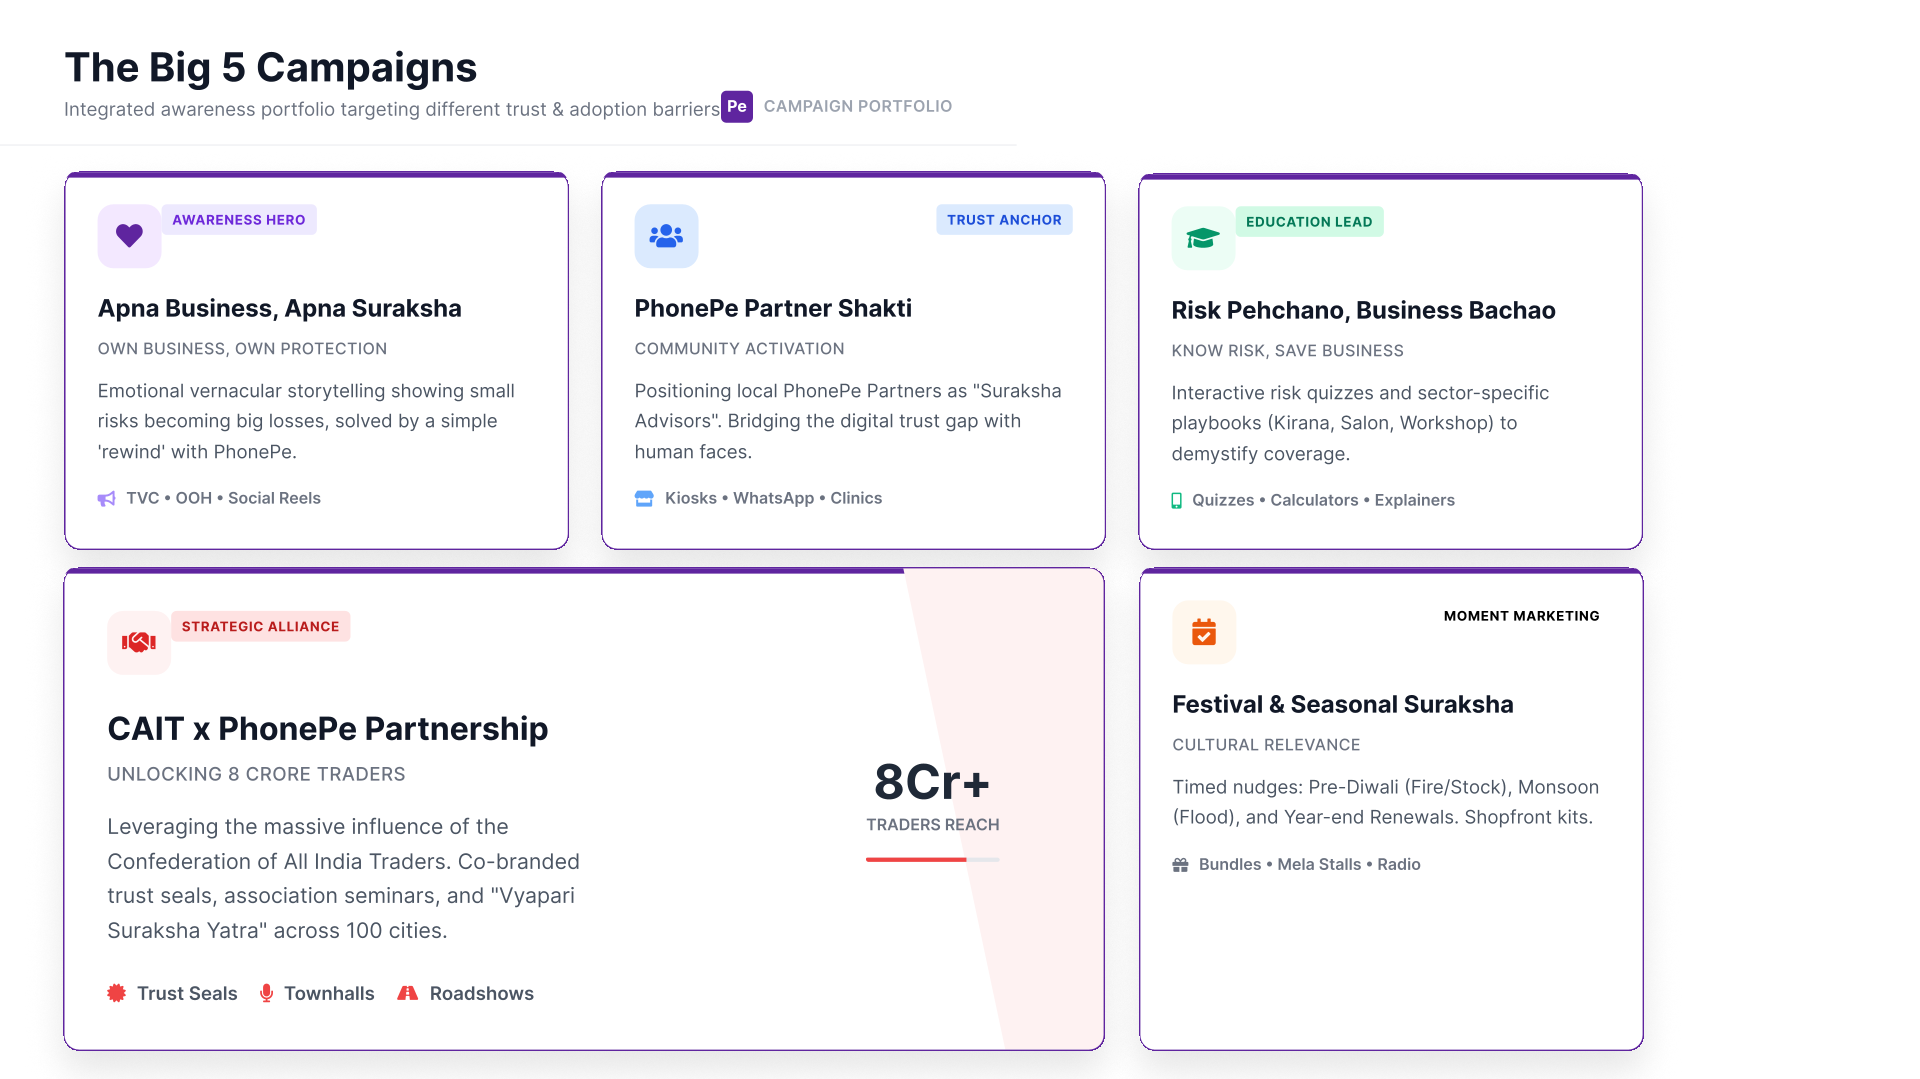 The Big 5 Campaigns
Integrated awareness portfolio targeting different trust & adoption barriers
Pe CAMPAIGN PORTFOLIO
AWARENESS HERO
Apna Business, Apna Suraksha
OWN BUSINESS, OWN PROTECTION
Emotional vernacular storytelling showing small
risks becoming big losses, solved by a simple
'rewind' with PhonePe.
TVC • OOH • Social Reels
TRUST ANCHOR
PhonePe Partner Shakti
COMMUNITY ACTIVATION
Positioning local PhonePe Partners as "Suraksha
Advisors". Bridging the digital trust gap with
human faces.
Kiosks • WhatsApp • Clinics
EDUCATION LEAD
Risk Pehchano, Business Bachao
KNOW RISK, SAVE BUSINESS
Interactive risk quizzes and sector-specific
playbooks (Kirana, Salon, Workshop) to
demystify coverage.
Quizzes • Calculators • Explainers
STRATEGIC ALLIANCE
CAIT x PhonePe Partnership
UNLOCKING 8 CRORE TRADERS
Leveraging the massive influence of the
Confederation of All India Traders. Co-branded
trust seals, association seminars, and "Vyapari
Suraksha Yatra" across 100 cities.
Trust Seals Townhalls Roadshows
8Cr+
TRADERS REACH
MOMENT MARKETING
Festival & Seasonal Suraksha
CULTURAL RELEVANCE
Timed nudges: Pre-Diwali (Fire/Stock), Monsoon
(Flood), and Year-end Renewals. Shopfront kits.
Bundles • Mela Stalls • Radio